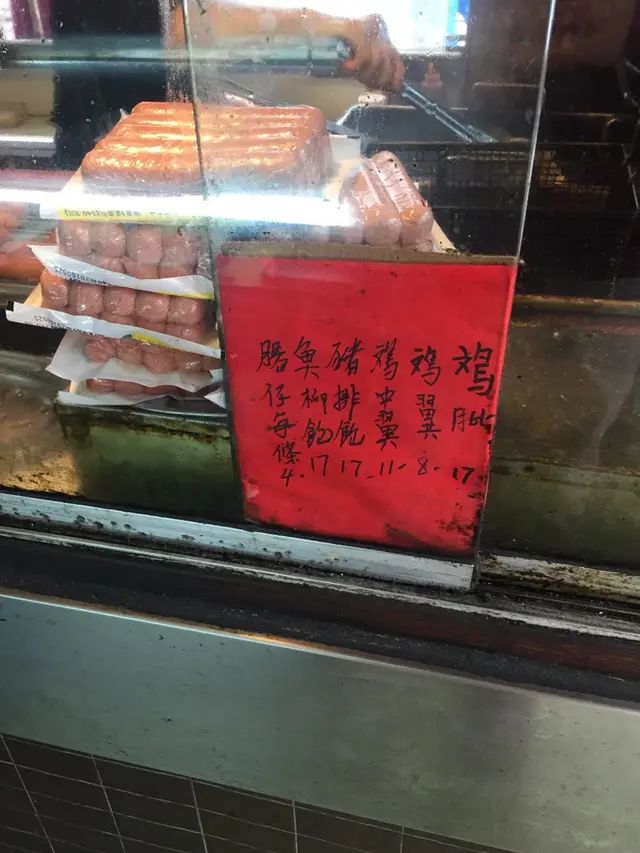 鸡肶 17.
鸡翼 8.
鸡中翼 11.
豬排飽 17
魚柳飽 17
腸仔每條 4.